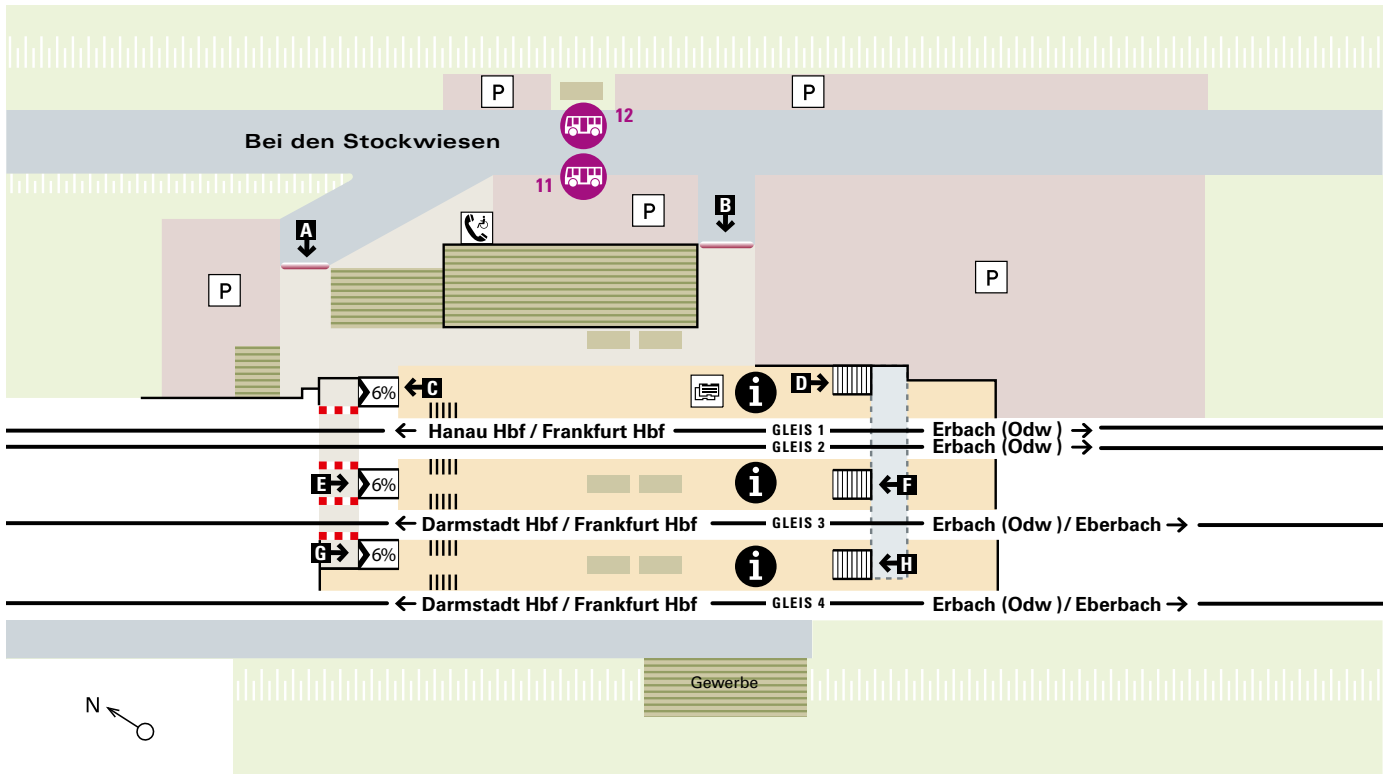 P
P
12
Bei den Stockwiesen
11
P
B
A
P
P
6%
C
i
D
Hanau Hbf / Frankfurt Hbf
GLEIS 1
Erbach (Odw )
GLEIS 2
Erbach (Odw )
E
6%
i
F
Darmstadt Hbf / Frankfurt Hbf
GLEIS 3
Erbach (Odw )/ Eberbach
G
6%
i
H
Darmstadt Hbf / Frankfurt Hbf
GLEIS 4
Erbach (Odw )/ Eberbach
Gewerbe
N